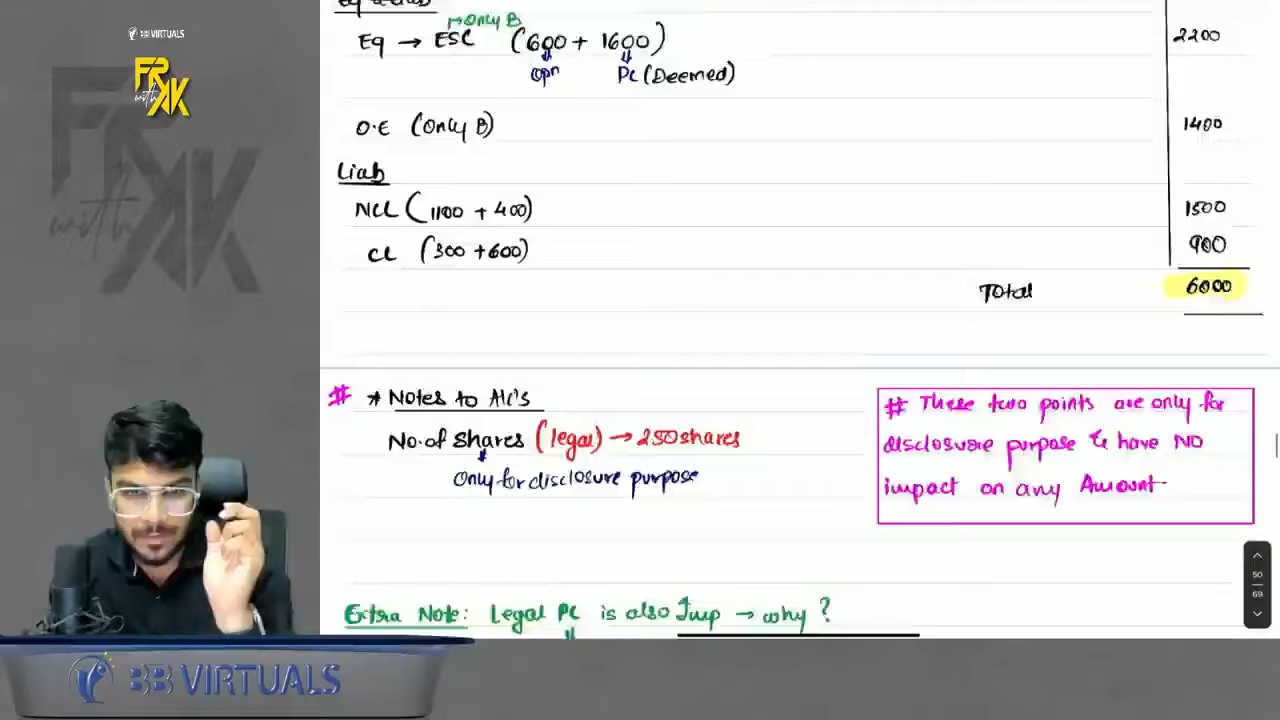 BB VIRTUALS
FR
with
AK
Eq → ESC (600 + 1600) 2200
→ Only B
opn PC (Deemed)
O.E (Only B) 1400
Liab
NCL (1100 + 400) 1500
CL (300 + 600) 900
Total 6000
# * Notes to A/c's
No. of shares (legal) → 250 shares
Only for disclosure purpose
# These two points are only for
disclosure purpose & have NO
impact on any Amount
Extra Note: Legal PC is also Imp → why?
50
69
BB VIRTUALS